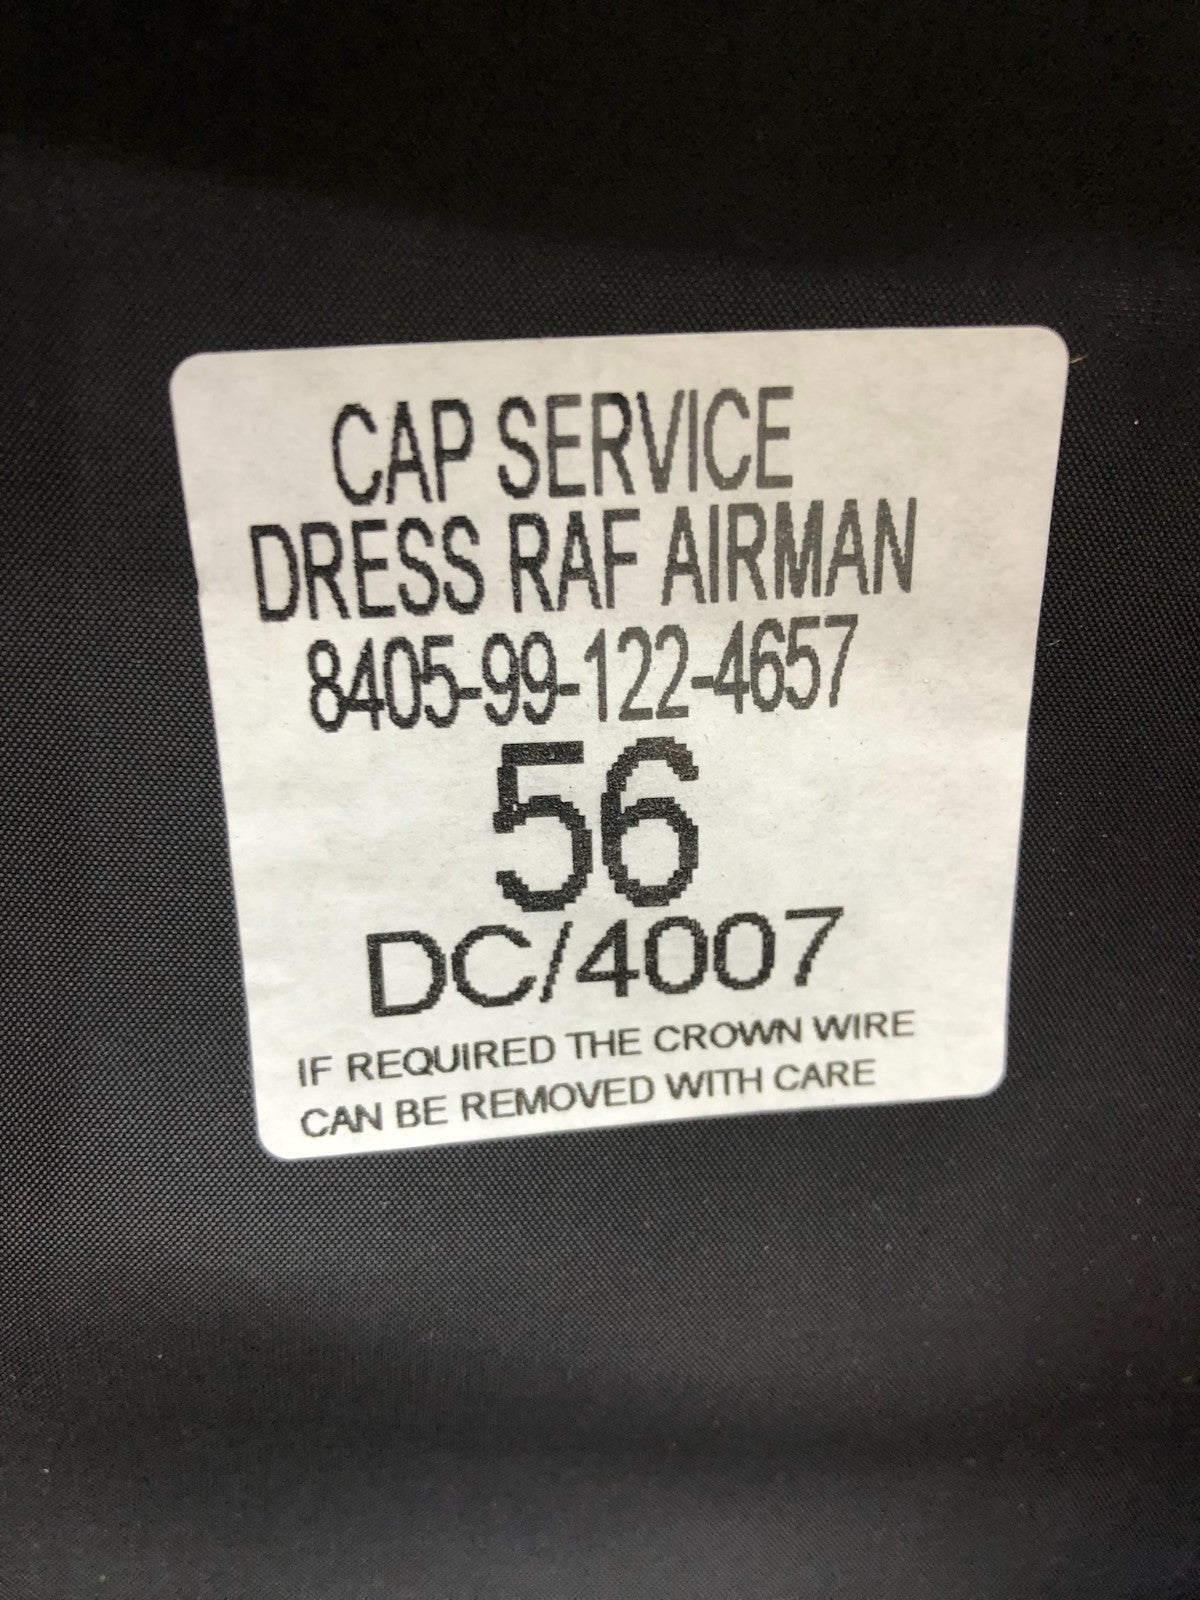 CAP SERVICE
DRESS RAF AIRMAN
8405-99-122-4657
56
DC/4007
IF REQUIRED THE CROWN WIRE
CAN BE REMOVED WITH CARE